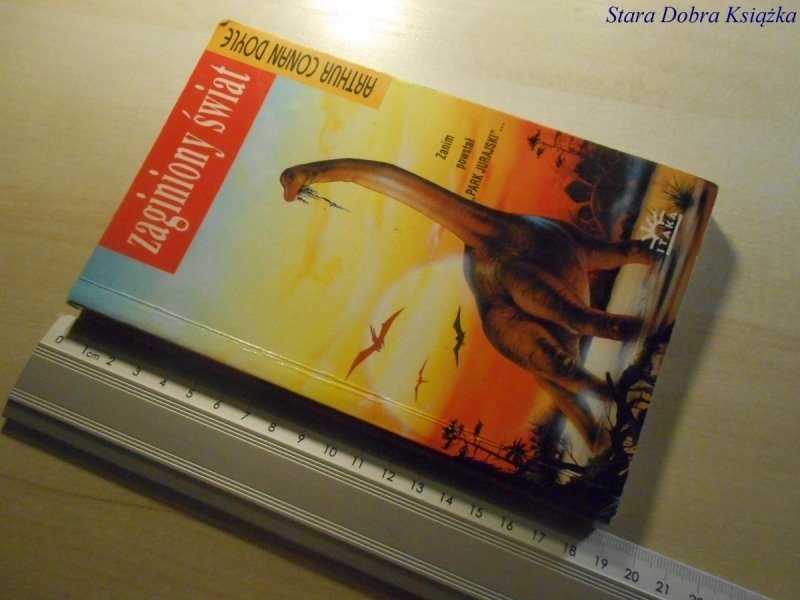 Stara Dobra Książka
ARTHUR CONAN DOYLE
zaginiony świat
Zanim
powstał
„PARK JURAJSKI" ...
ITAKA
0 1cm 2 3 4 5 6 7 8 9 10 11 12 13 14 15 16 17 18 19 20 21